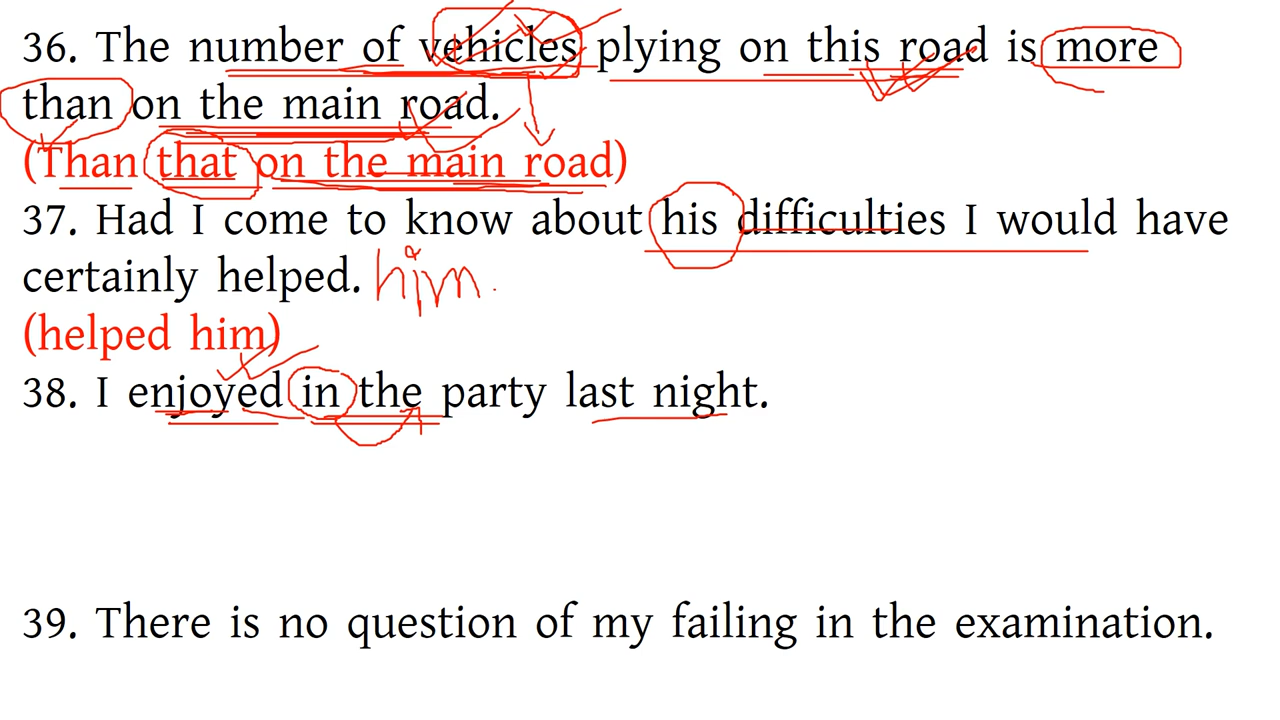 36. The number of vehicles plying on this road is more
than on the main road.
(Than that on the main road)
37. Had I come to know about his difficulties I would have
certainly helped. him.
(helped him)
38. I enjoyed in the party last night.
39. There is no question of my failing in the examination.